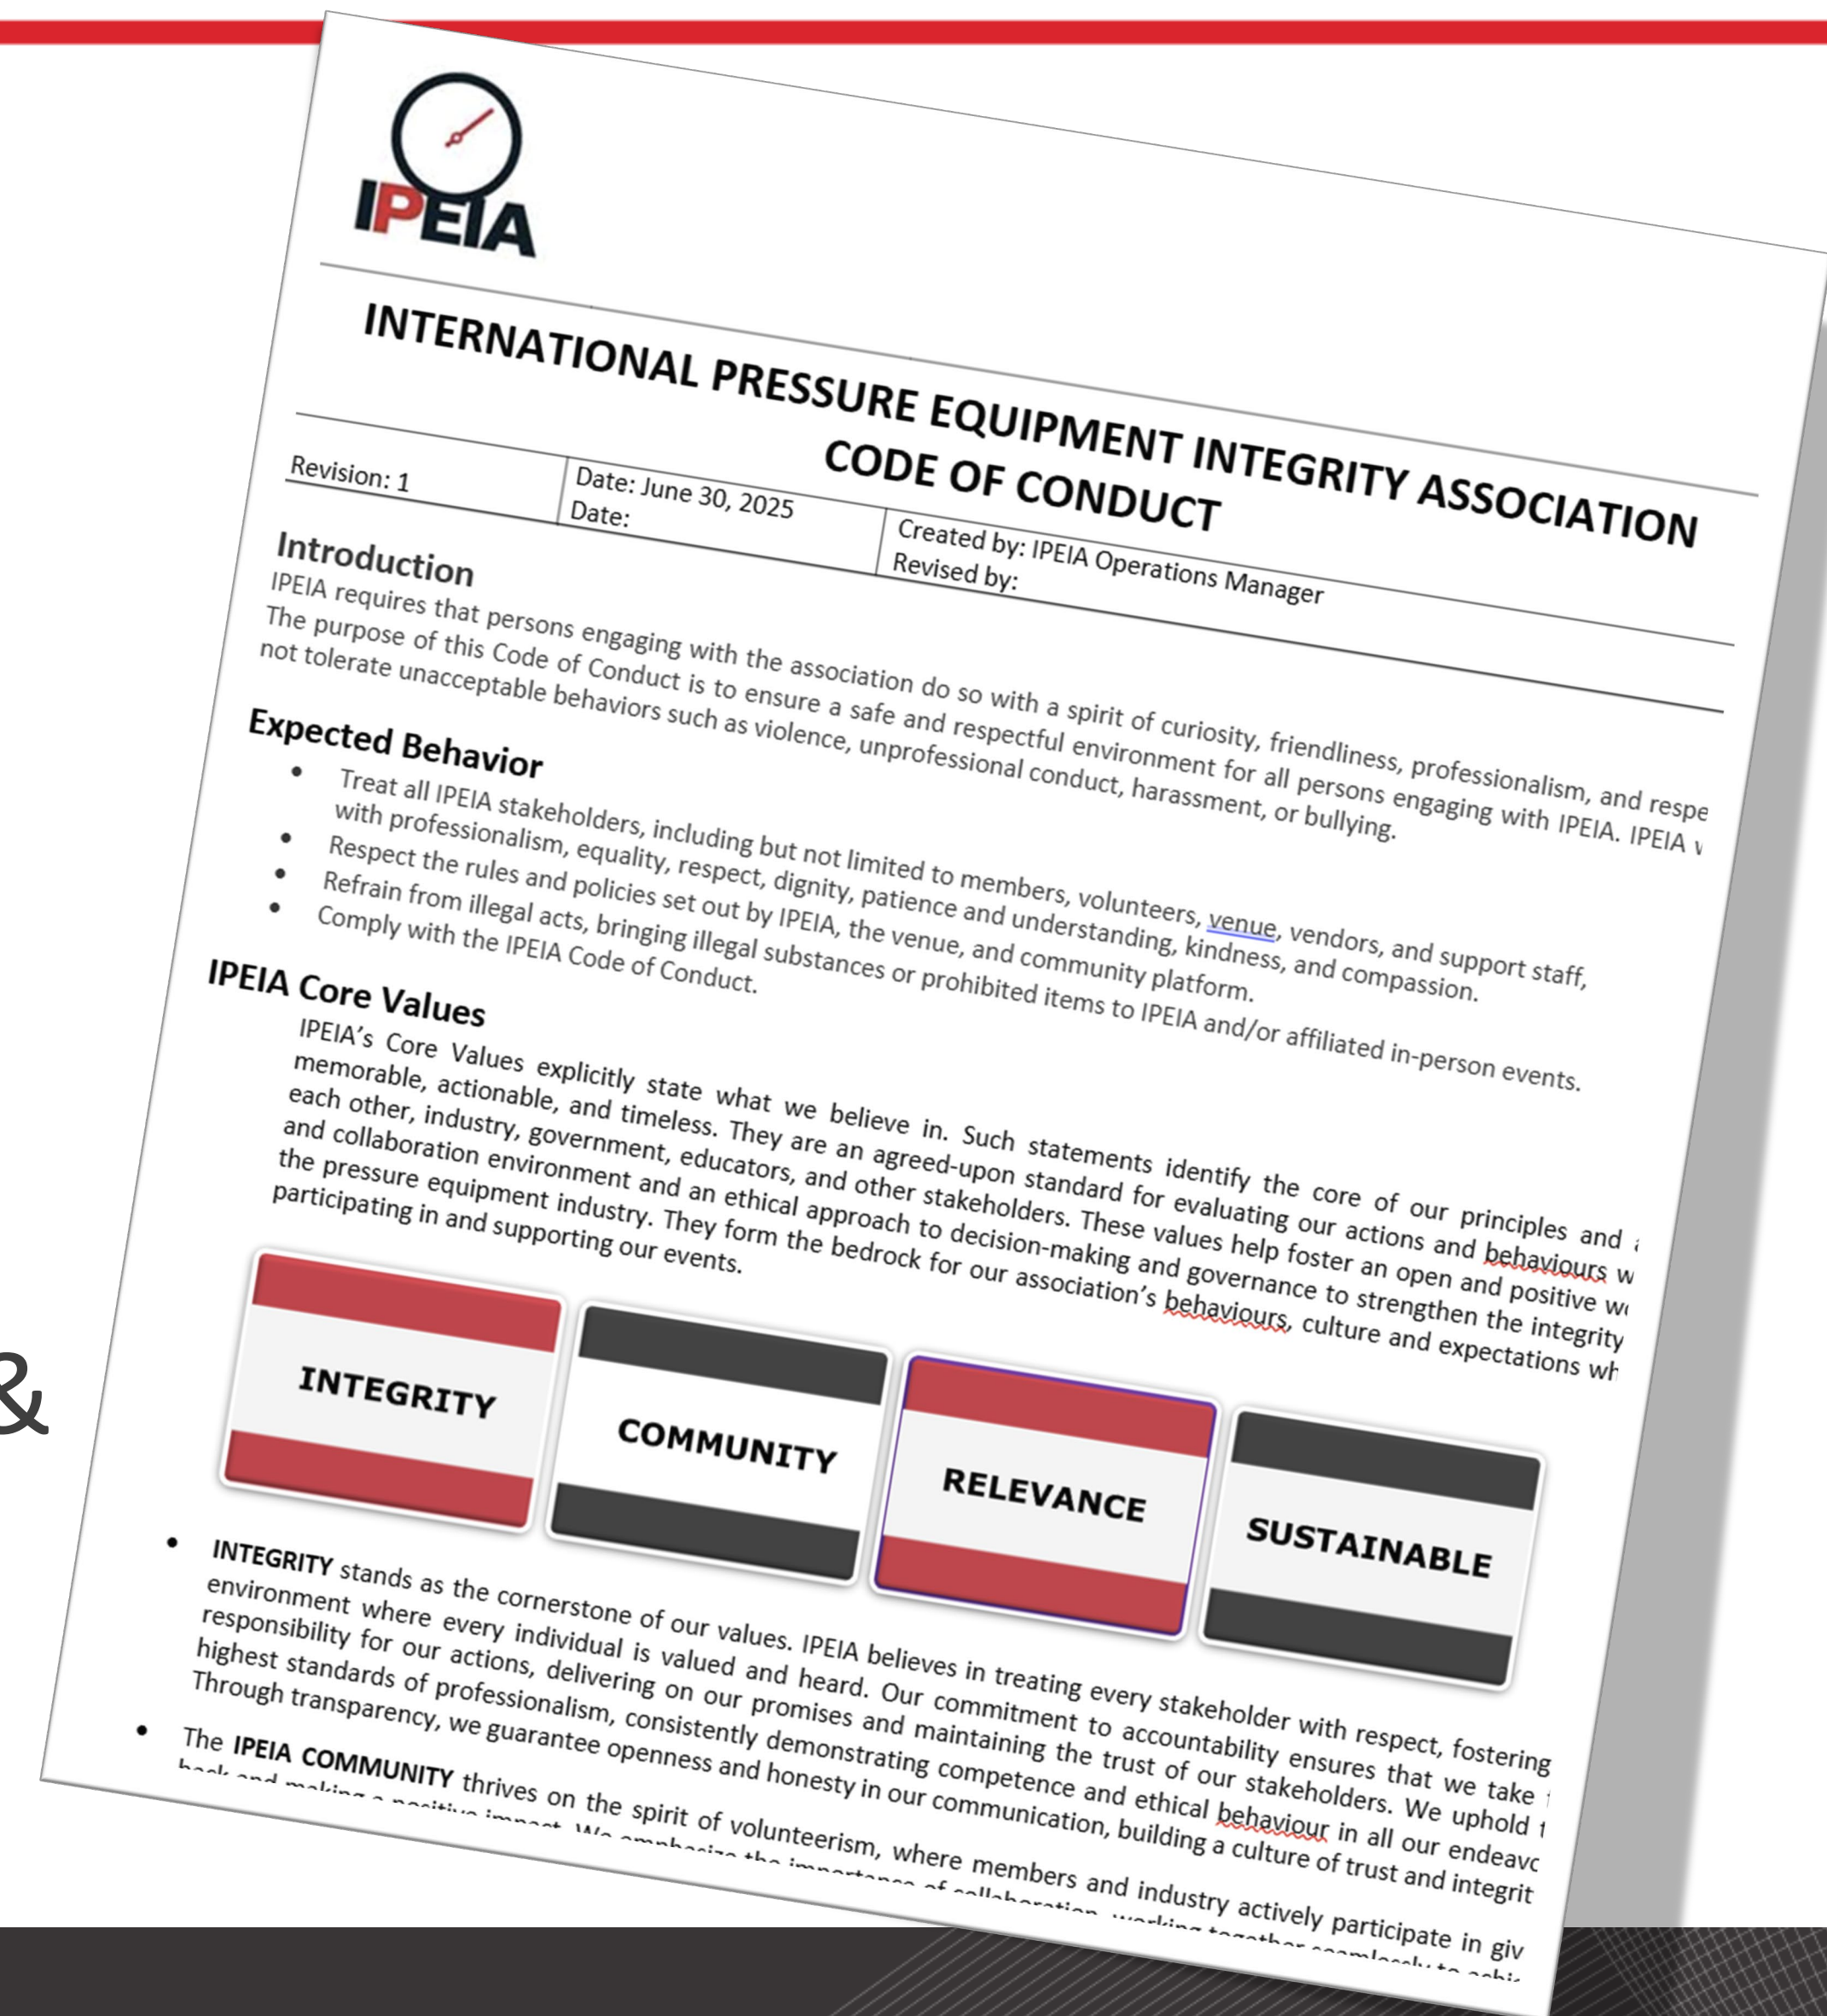 IPEIA
INTERNATIONAL PRESSURE EQUIPMENT INTEGRITY ASSOCIATION
CODE OF CONDUCT
Revision: 1
Date: June 30, 2025
Date:
Created by: IPEIA Operations Manager
Revised by:
Introduction
IPEIA requires that persons engaging with the association do so with a spirit of curiosity, friendliness, professionalism, and
The purpose of this Code of Conduct is to ensure a safe and respectful environment for all persons engaging with IPEIA. IPEIA
not tolerate unacceptable behaviors such as violence, unprofessional conduct, harassment, or bullying.
Expected Behavior
• Treat all IPEIA stakeholders, including but not limited to members, volunteers, venue, vendors, and support staff,
with professionalism, equality, respect, dignity, patience and understanding, kindness, and compassion.
• Respect the rules and policies set out by IPEIA, the venue, and community platform.
• Refrain from illegal acts, bringing illegal substances or prohibited items to IPEIA and/or affiliated in-person events.
• Comply with the IPEIA Code of Conduct.
IPEIA Core Values
IPEIA's Core Values explicitly state what we believe in. Such statements identify the core of our principles and
memorable, actionable, and timeless. They are an agreed-upon standard for evaluating our actions and behaviours
each other, industry, government, educators, and other stakeholders. These values help foster an open and positive
and collaboration environment and an ethical approach to decision-making and governance to strengthen the integrity
the pressure equipment industry. They form the bedrock for our association's behaviours, culture and expectations
participating in and supporting our events.
&
INTEGRITY
COMMUNITY
RELEVANCE
SUSTAINABLE
• INTEGRITY stands as the cornerstone of our values. IPEIA believes in treating every stakeholder with respect, fostering
environment where every individual is valued and heard. Our commitment to accountability ensures that we take
responsibility for our actions, delivering on our promises and maintaining the trust of our stakeholders. We uphold
highest standards of professionalism, consistently demonstrating competence and ethical behaviour in all our
Through transparency, we guarantee openness and honesty in our communication, building a culture of trust and
• The IPEIA COMMUNITY thrives on the spirit of volunteerism, where members and industry actively participate in
back and making a positive impact. We emphasize the importance of collaboration, working together seamlessly to